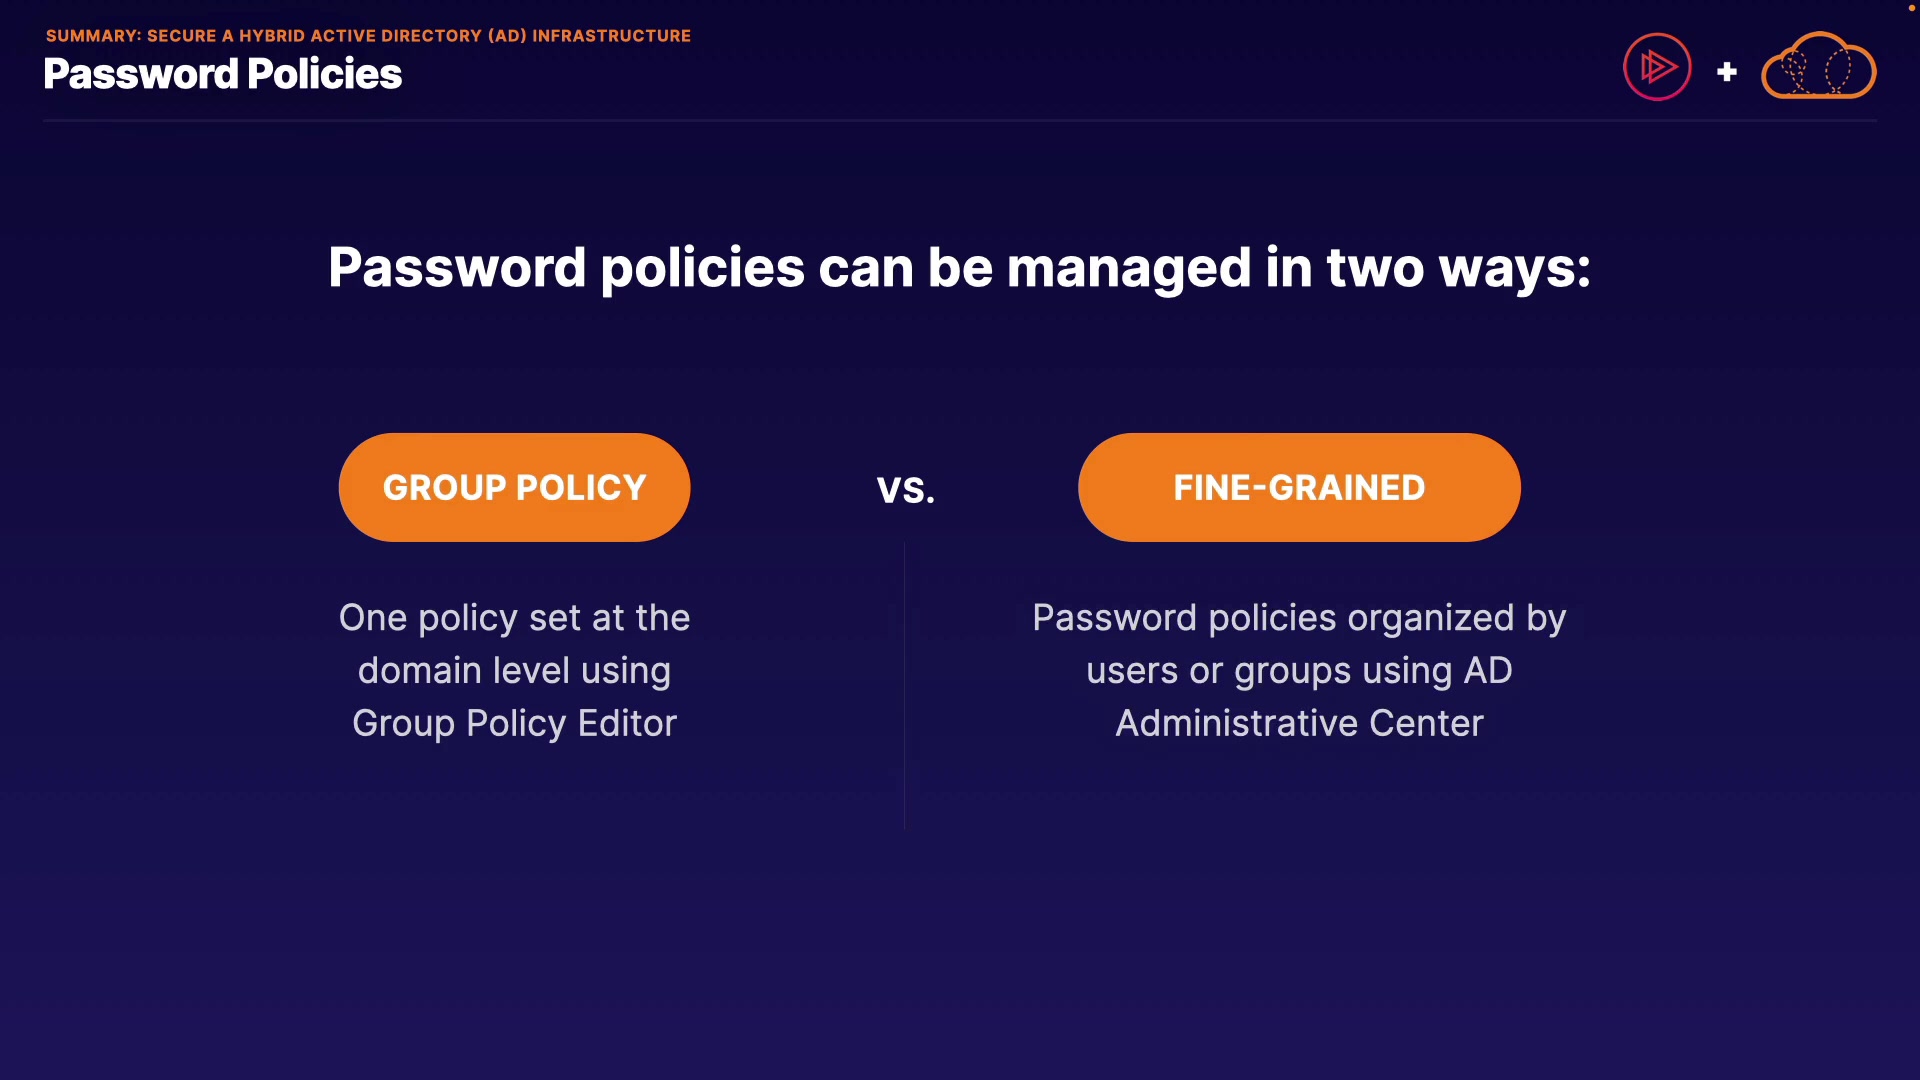 SUMMARY: SECURE A HYBRID ACTIVE DIRECTORY (AD) INFRASTRUCTURE
Password Policies
+
Password policies can be managed in two ways:
GROUP POLICY
VS.
FINE-GRAINED
One policy set at the
domain level using
Group Policy Editor
Password policies organized by
users or groups using AD
Administrative Center